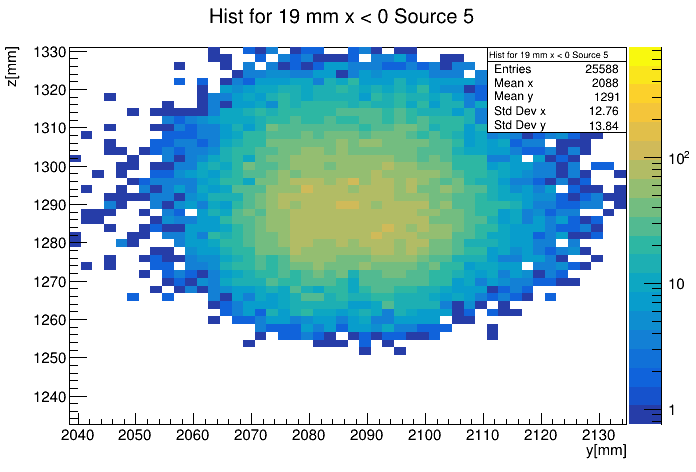 Hist for 19 mm x < 0 Source 5
z[mm]
1330
1320
1310
1300
1290
1280
1270
1260
1250
1240
Hist for 19 mm x < 0 Source 5
Entries 25588
Mean x 2088
Mean y 1291
Std Dev x 12.76
Std Dev y 13.84
10²
10
1
2040 2050 2060 2070 2080 2090 2100 2110 2120 2130
y[mm]